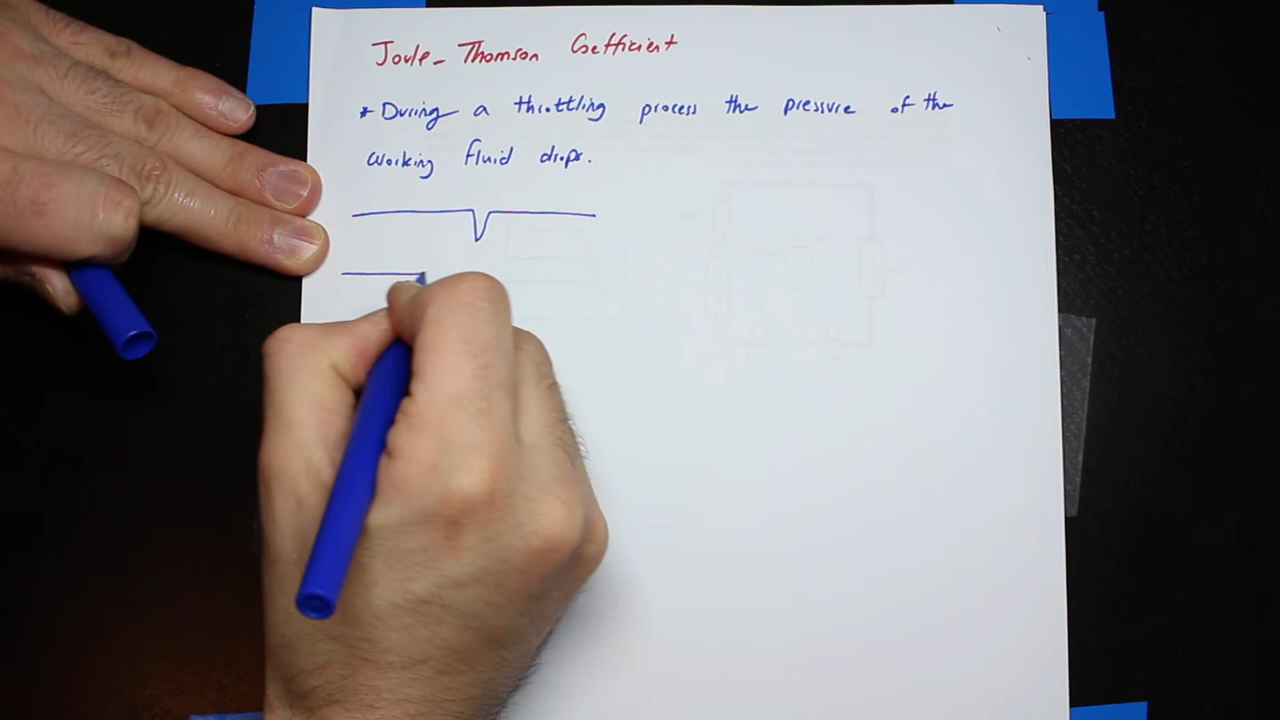 Joule-Thomson Coefficient
* During a throttling process the pressure of the
working fluid drops.